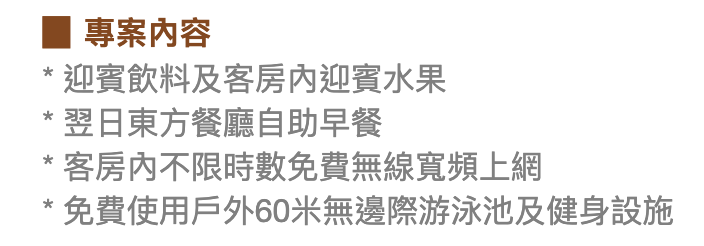 ■ 專案內容
* 迎賓飲料及客房內迎賓水果
* 翌日東方餐廳自助早餐
* 客房內不限時數免費無線寬頻上網
* 免費使用戶外60米無邊際游泳池及健身設施